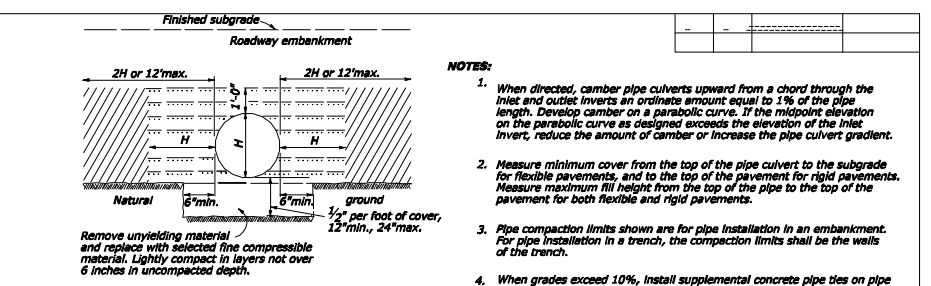 Finished subgrade
Roadway embankment
2H or 12'max.
2H or 12'max.
1'-0"
H
H
H
Natural
6"min.
6"min.
ground
1/2" per foot of cover,
12"min., 24"max.
Remove unyielding material
and replace with selected fine compressible
material. Lightly compact in layers not over
6 inches in uncompacted depth.
NOTES:
1. When directed, camber pipe culverts upward from a chord through the
inlet and outlet inverts an ordinate amount equal to 1% of the pipe
length. Develop camber on a parabolic curve. If the midpoint elevation
on the parabolic curve as designed exceeds the elevation of the inlet
invert, reduce the amount of camber or increase the pipe culvert gradient.
2. Measure minimum cover from the top of the pipe culvert to the subgrade
for flexible pavements, and to the top of the pavement for rigid pavements.
Measure maximum fill height from the top of the pipe to the top of the
pavement for both flexible and rigid pavements.
3. Pipe compaction limits shown are for pipe installation in an embankment.
For pipe installation in a trench, the compaction limits shall be the walls
of the trench.
4. When grades exceed 10%, install supplemental concrete pipe ties on pipe